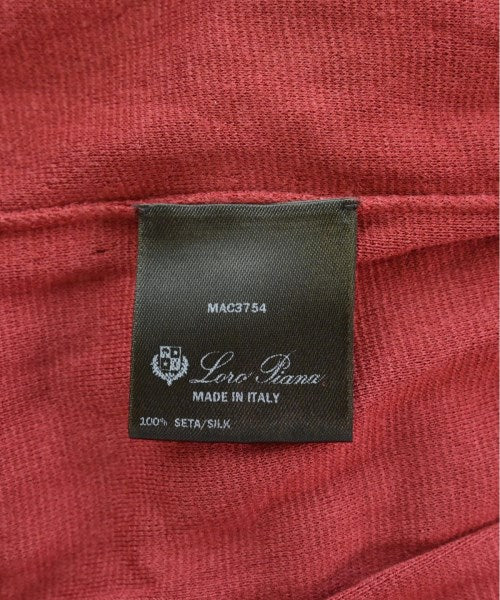 MAC3754
Loro Piana
MADE IN ITALY
100% SETA/SILK